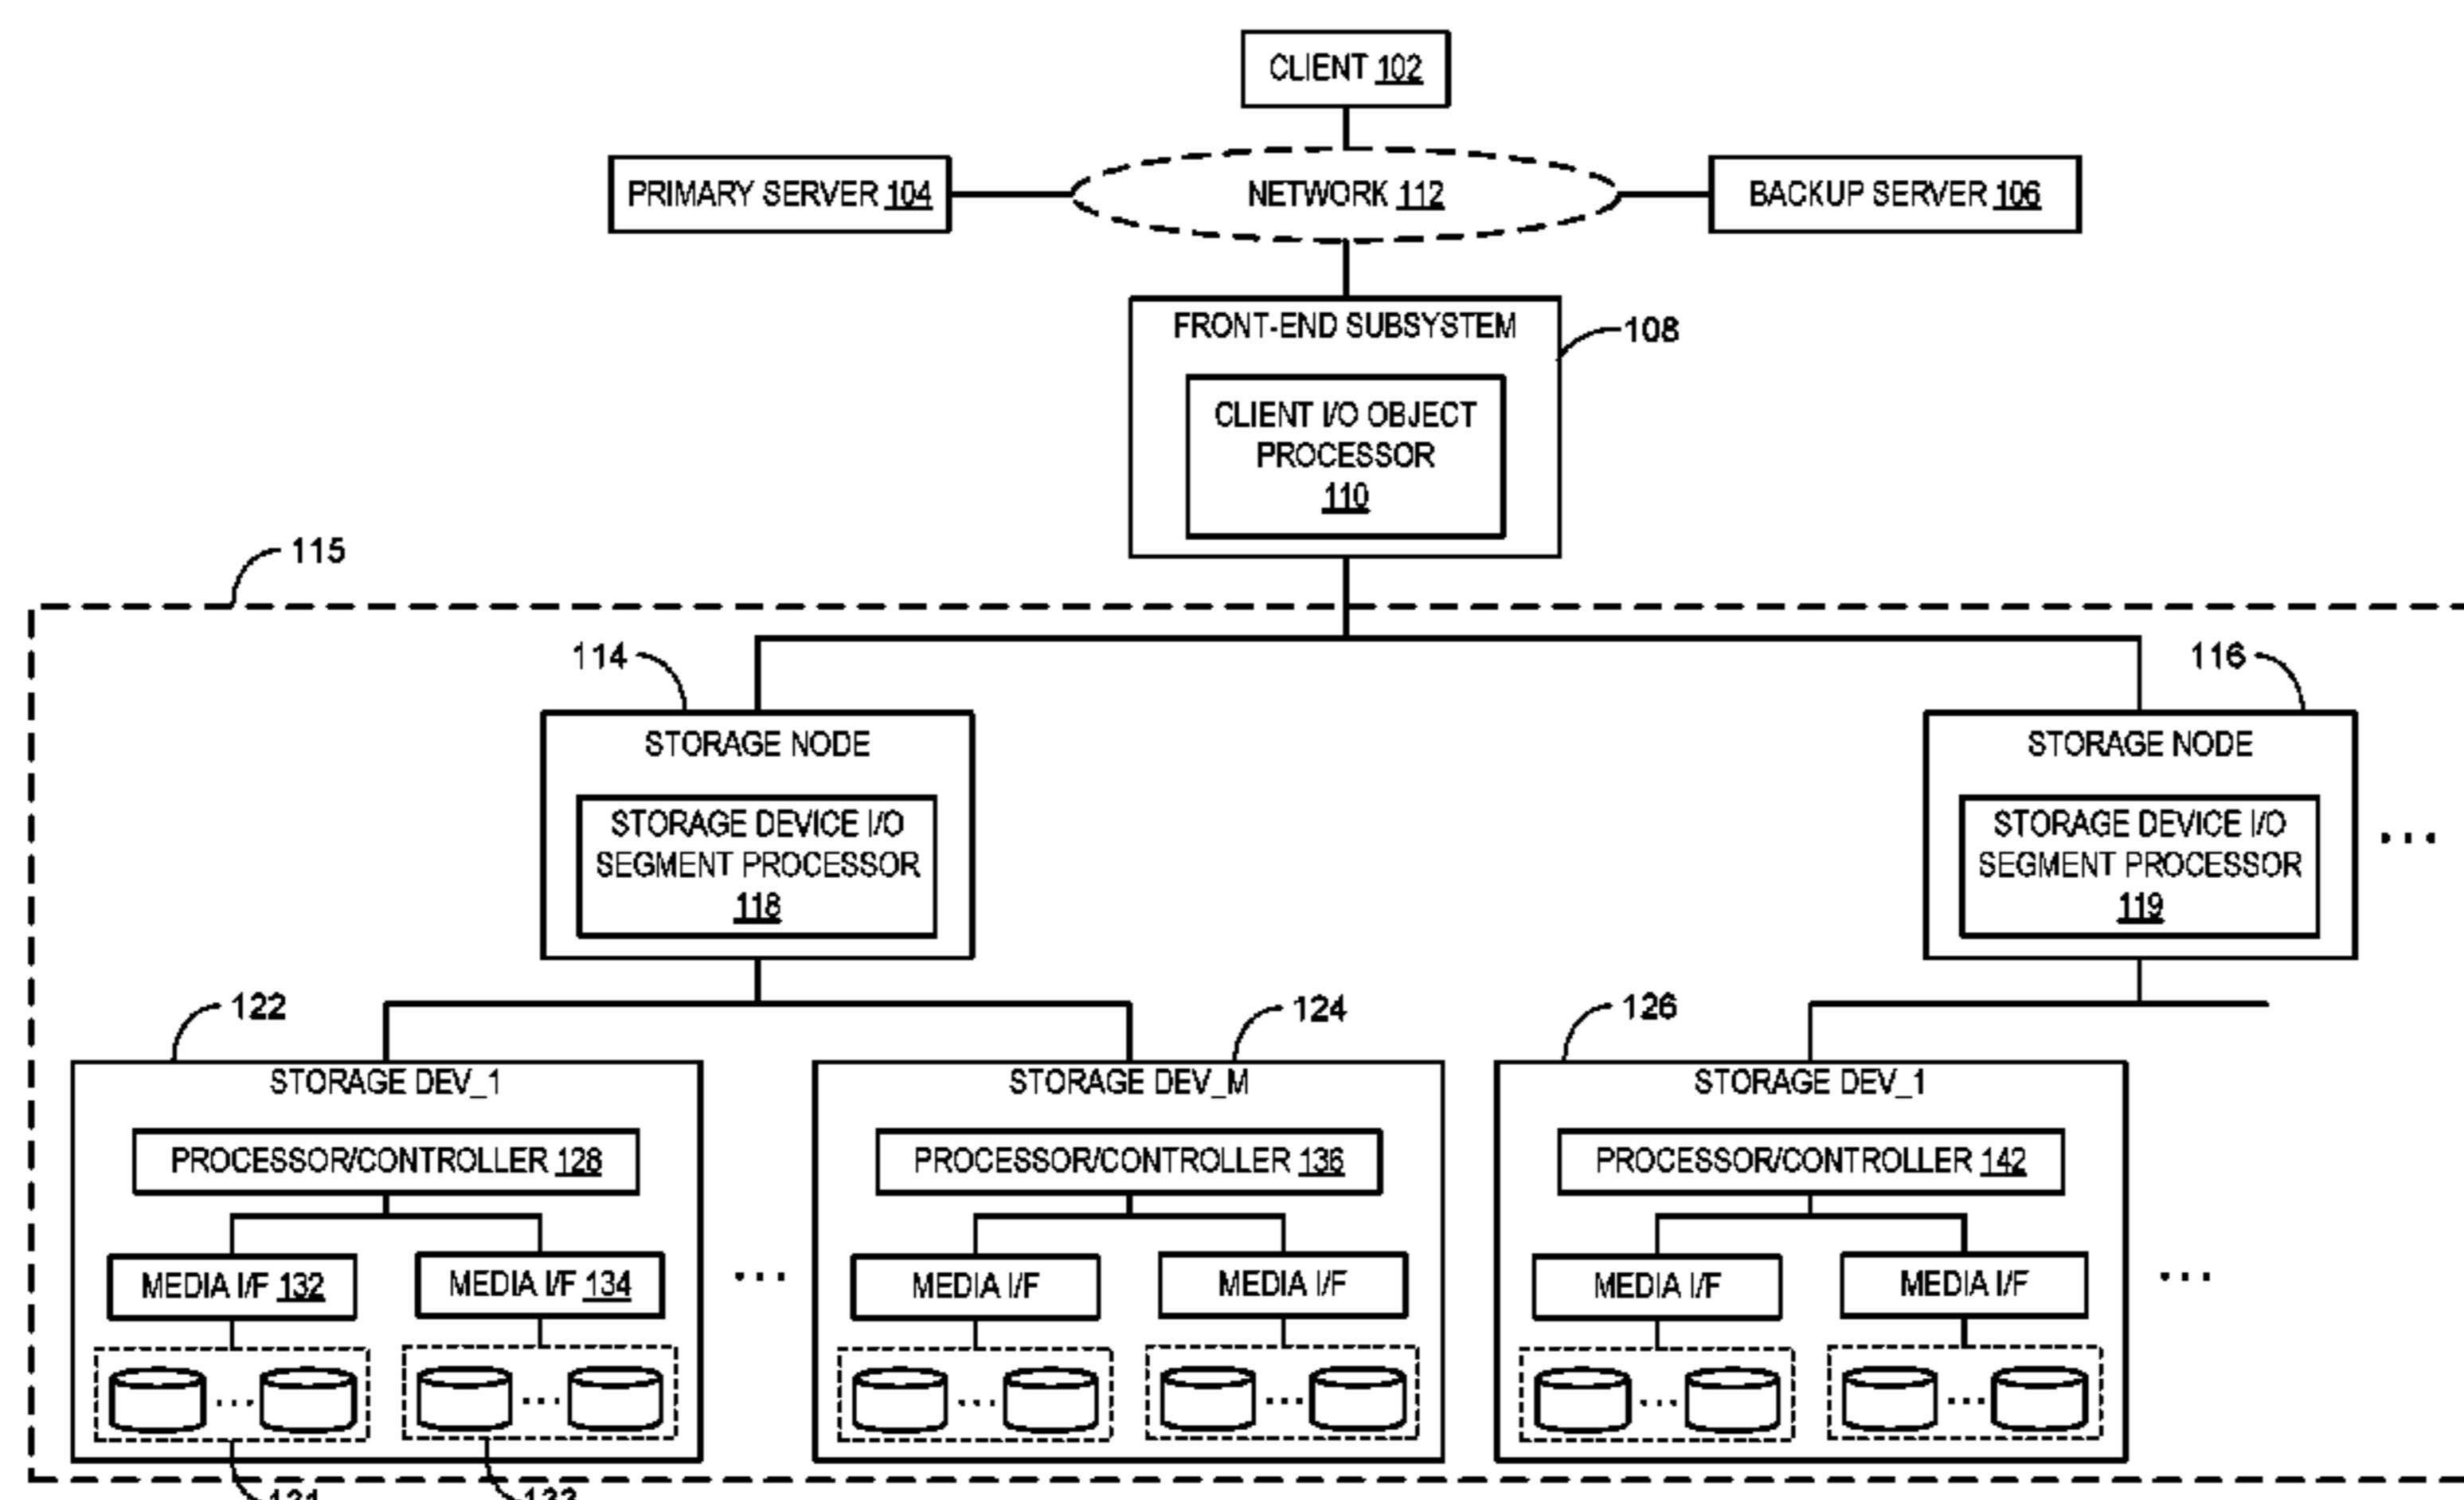 CLIENT 102
PRIMARY SERVER 104
NETWORK 112
BACKUP SERVER 106
FRONT-END SUBSYSTEM
108
CLIENT I/O OBJECT
PROCESSOR
110
115
114
116
STORAGE NODE
STORAGE DEVICE I/O
SEGMENT PROCESSOR
118
STORAGE NODE
STORAGE DEVICE I/O
SEGMENT PROCESSOR
119
...
122
124
126
STORAGE DEV_1
PROCESSOR/CONTROLLER 128
MEDIA I/F 132
MEDIA I/F 134
... ...
...
STORAGE DEV_M
PROCESSOR/CONTROLLER 136
MEDIA I/F
MEDIA I/F
... ...
STORAGE DEV_1
PROCESSOR/CONTROLLER 142
MEDIA I/F
MEDIA I/F
... ...
...